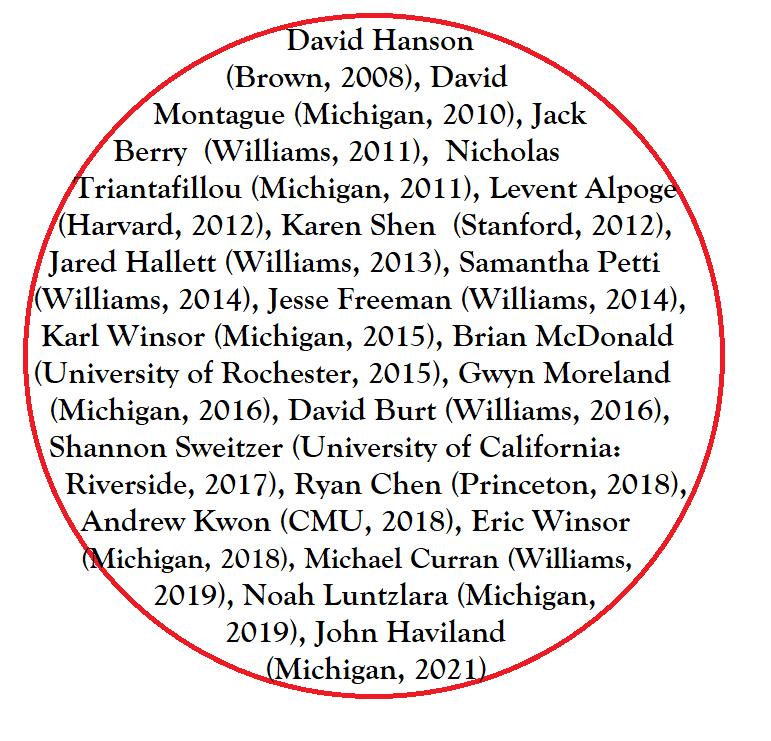 David Hanson
(Brown, 2008), David
Montague (Michigan, 2010), Jack
Berry (Williams, 2011), Nicholas
Triantafillou (Michigan, 2011), Levent Alpoge
(Harvard, 2012), Karen Shen (Stanford, 2012),
Jared Hallett (Williams, 2013), Samantha Petti
(Williams, 2014), Jesse Freeman (Williams, 2014),
Karl Winsor (Michigan, 2015), Brian McDonald
(University of Rochester, 2015), Gwyn Moreland
(Michigan, 2016), David Burt (Williams, 2016),
Shannon Sweitzer (University of California:
Riverside, 2017), Ryan Chen (Princeton, 2018),
Andrew Kwon (CMU, 2018), Eric Winsor
(Michigan, 2018), Michael Curran (Williams,
2019), Noah Luntzlara (Michigan,
2019), John Haviland
(Michigan, 2021)